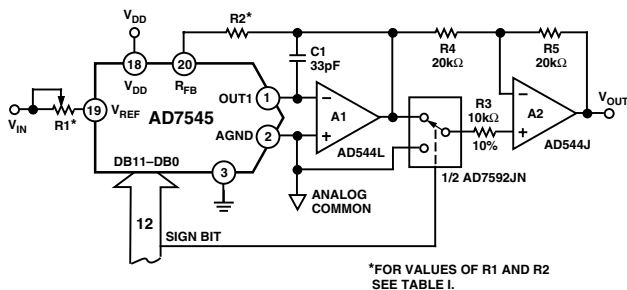 VDD
R2*
C1
33pF
R4
20kΩ
R5
20kΩ
18
20
VDD
RFB
OUT1
1
19
VREF
AD7545
VIN
R1*
AGND
2
A1
AD544L
R3
10kΩ
10%
A2
AD544J
VOUT
DB11–DB0
3
ANALOG
COMMON
1/2 AD7592JN
12
SIGN BIT
*FOR VALUES OF R1 AND R2
SEE TABLE I.